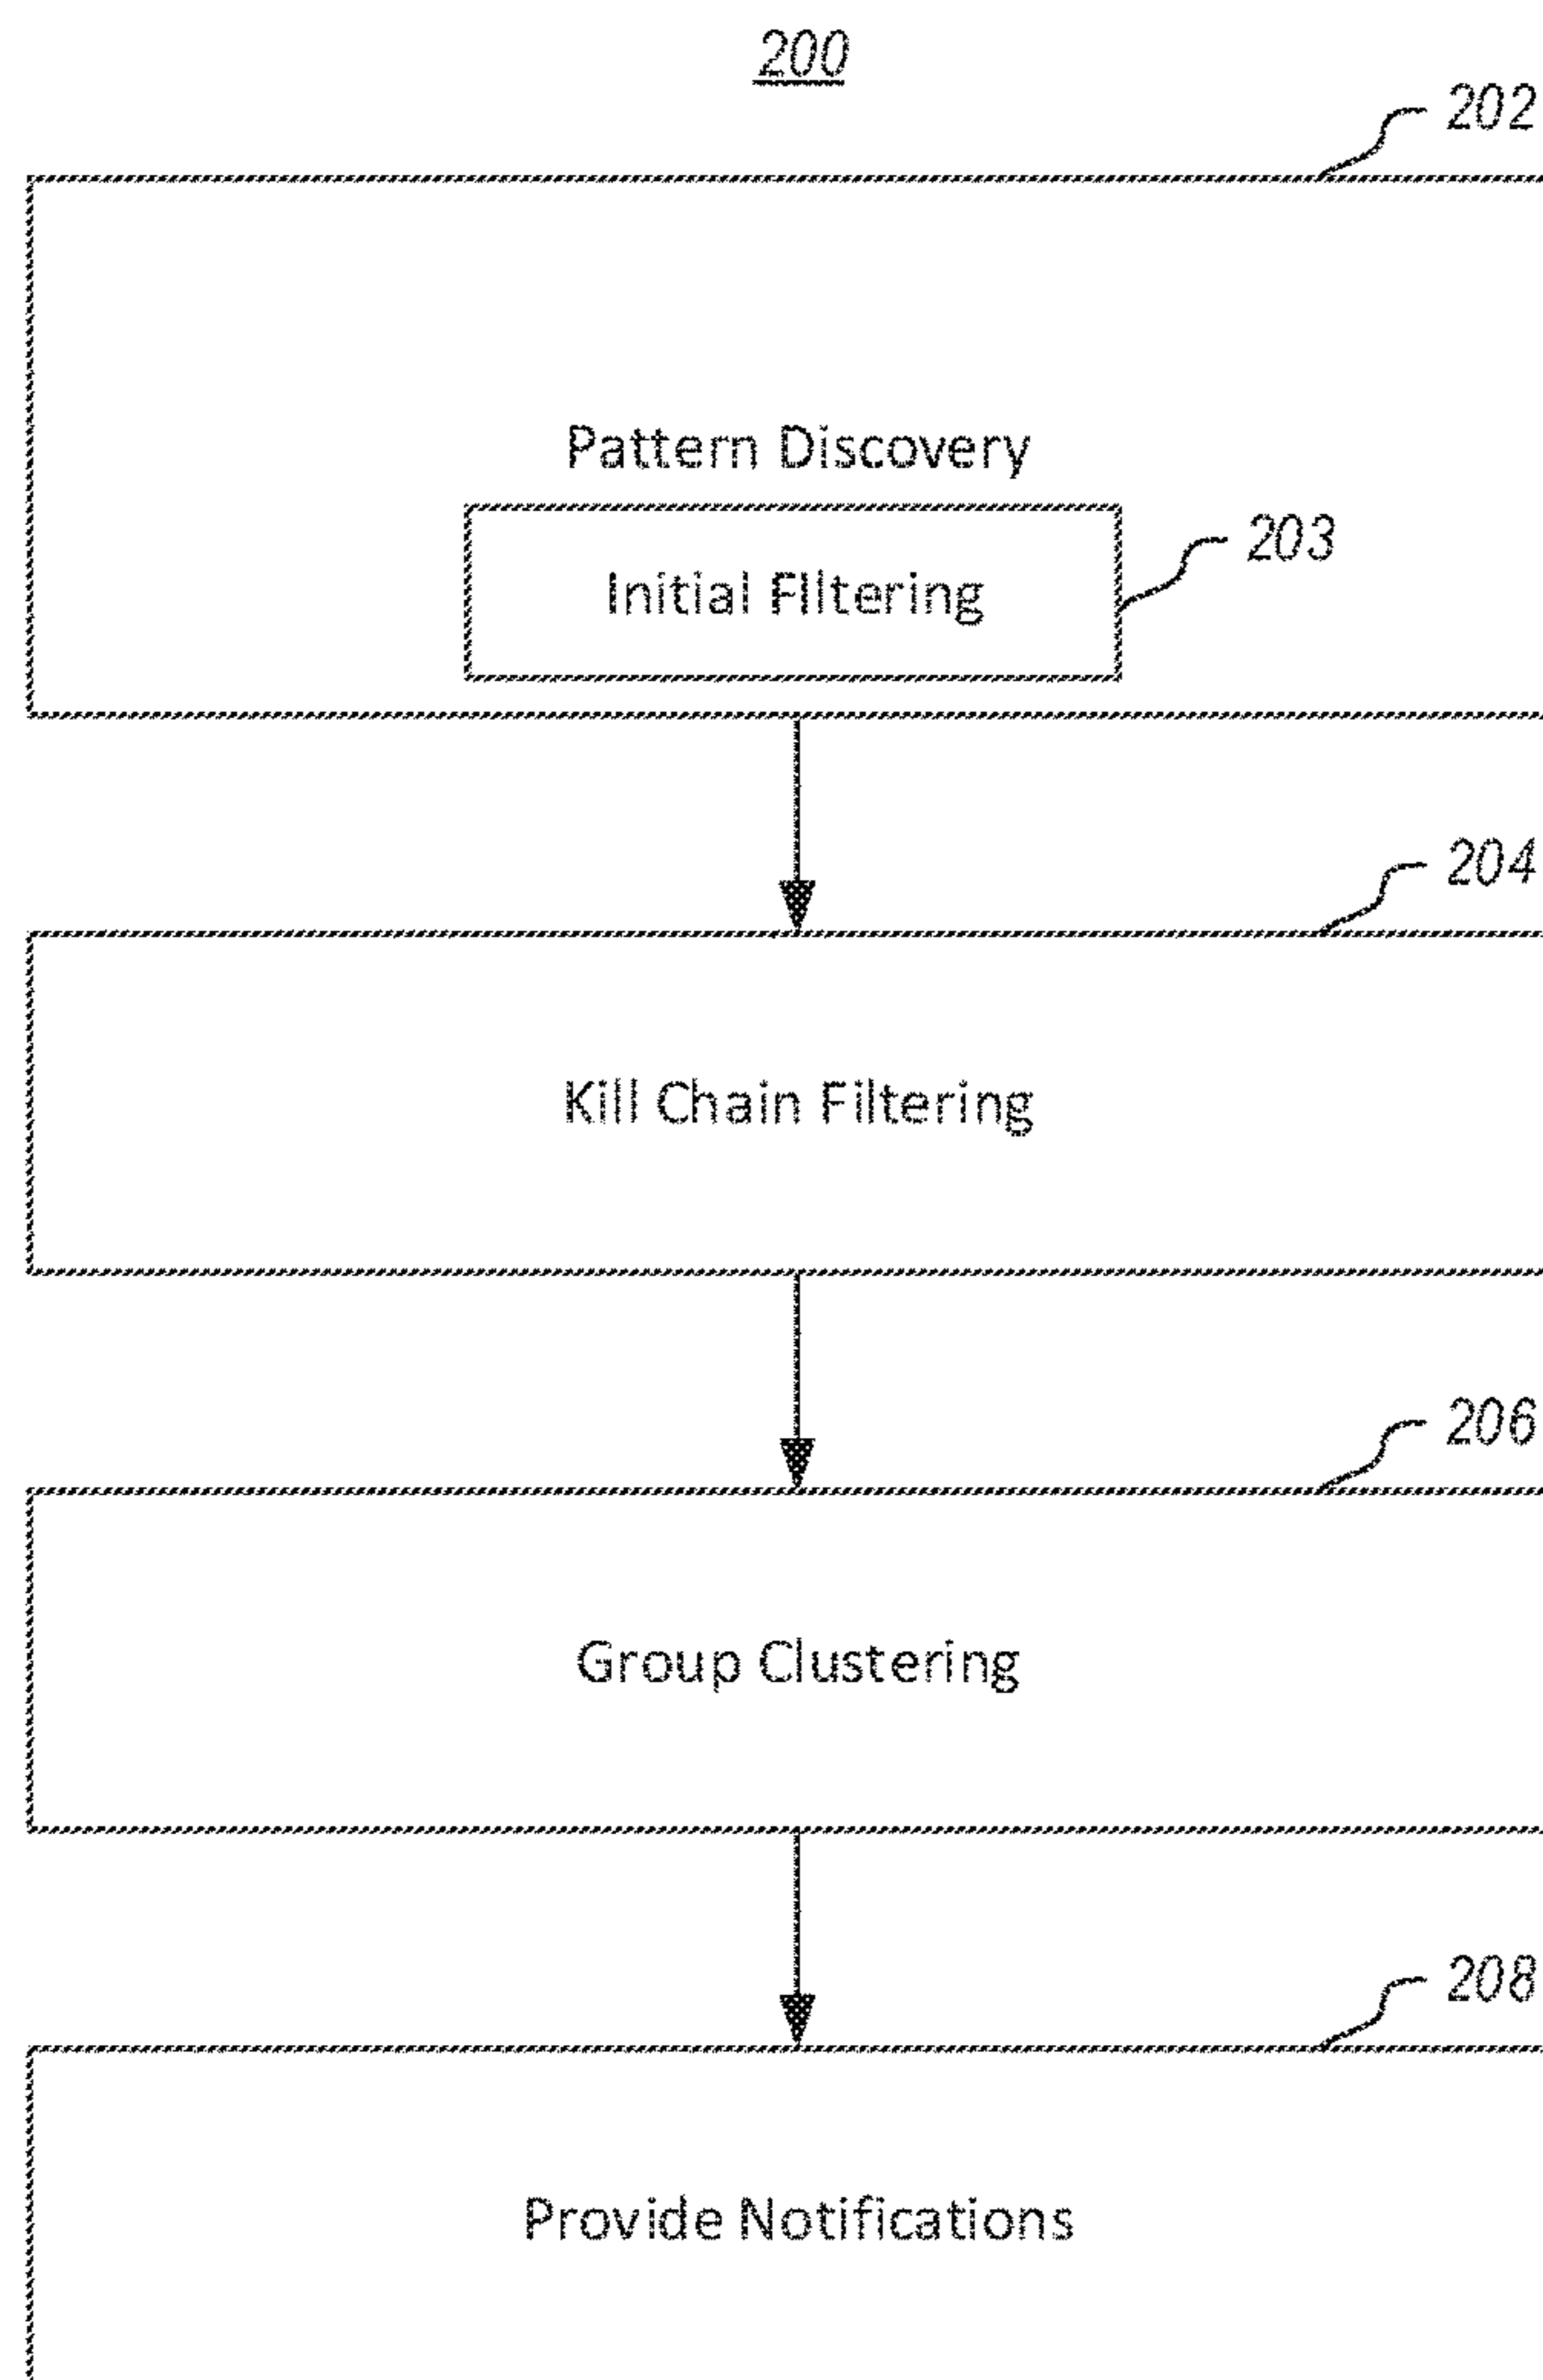 200
202
Pattern Discovery
203
Initial FIltering
204
Kill Chain Filtering
206
Group Clustering
208
Provide Notifications